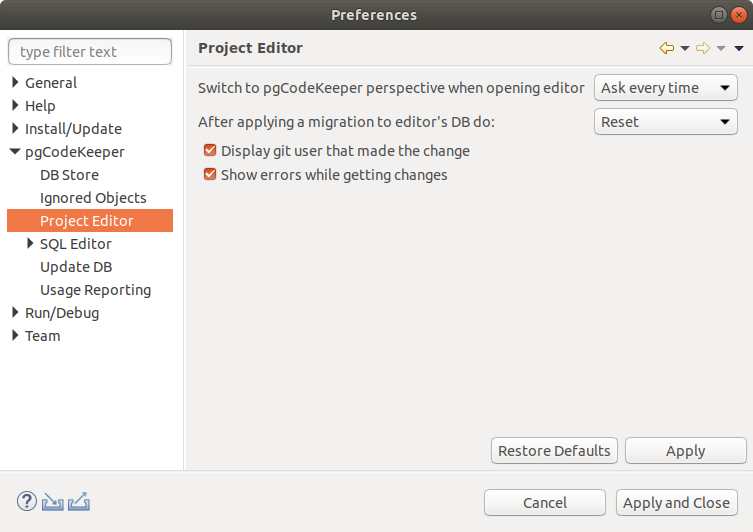 Preferences
type filter text
General
Help
Install/Update
pgCodeKeeper
DB Store
Ignored Objects
Project Editor
SQL Editor
Update DB
Usage Reporting
Run/Debug
Team
Project Editor
Switch to pgCodeKeeper perspective when opening editor
Ask every time
After applying a migration to editor's DB do:
Reset
Display git user that made the change
Show errors while getting changes
Restore Defaults
Apply
?
Cancel
Apply and Close